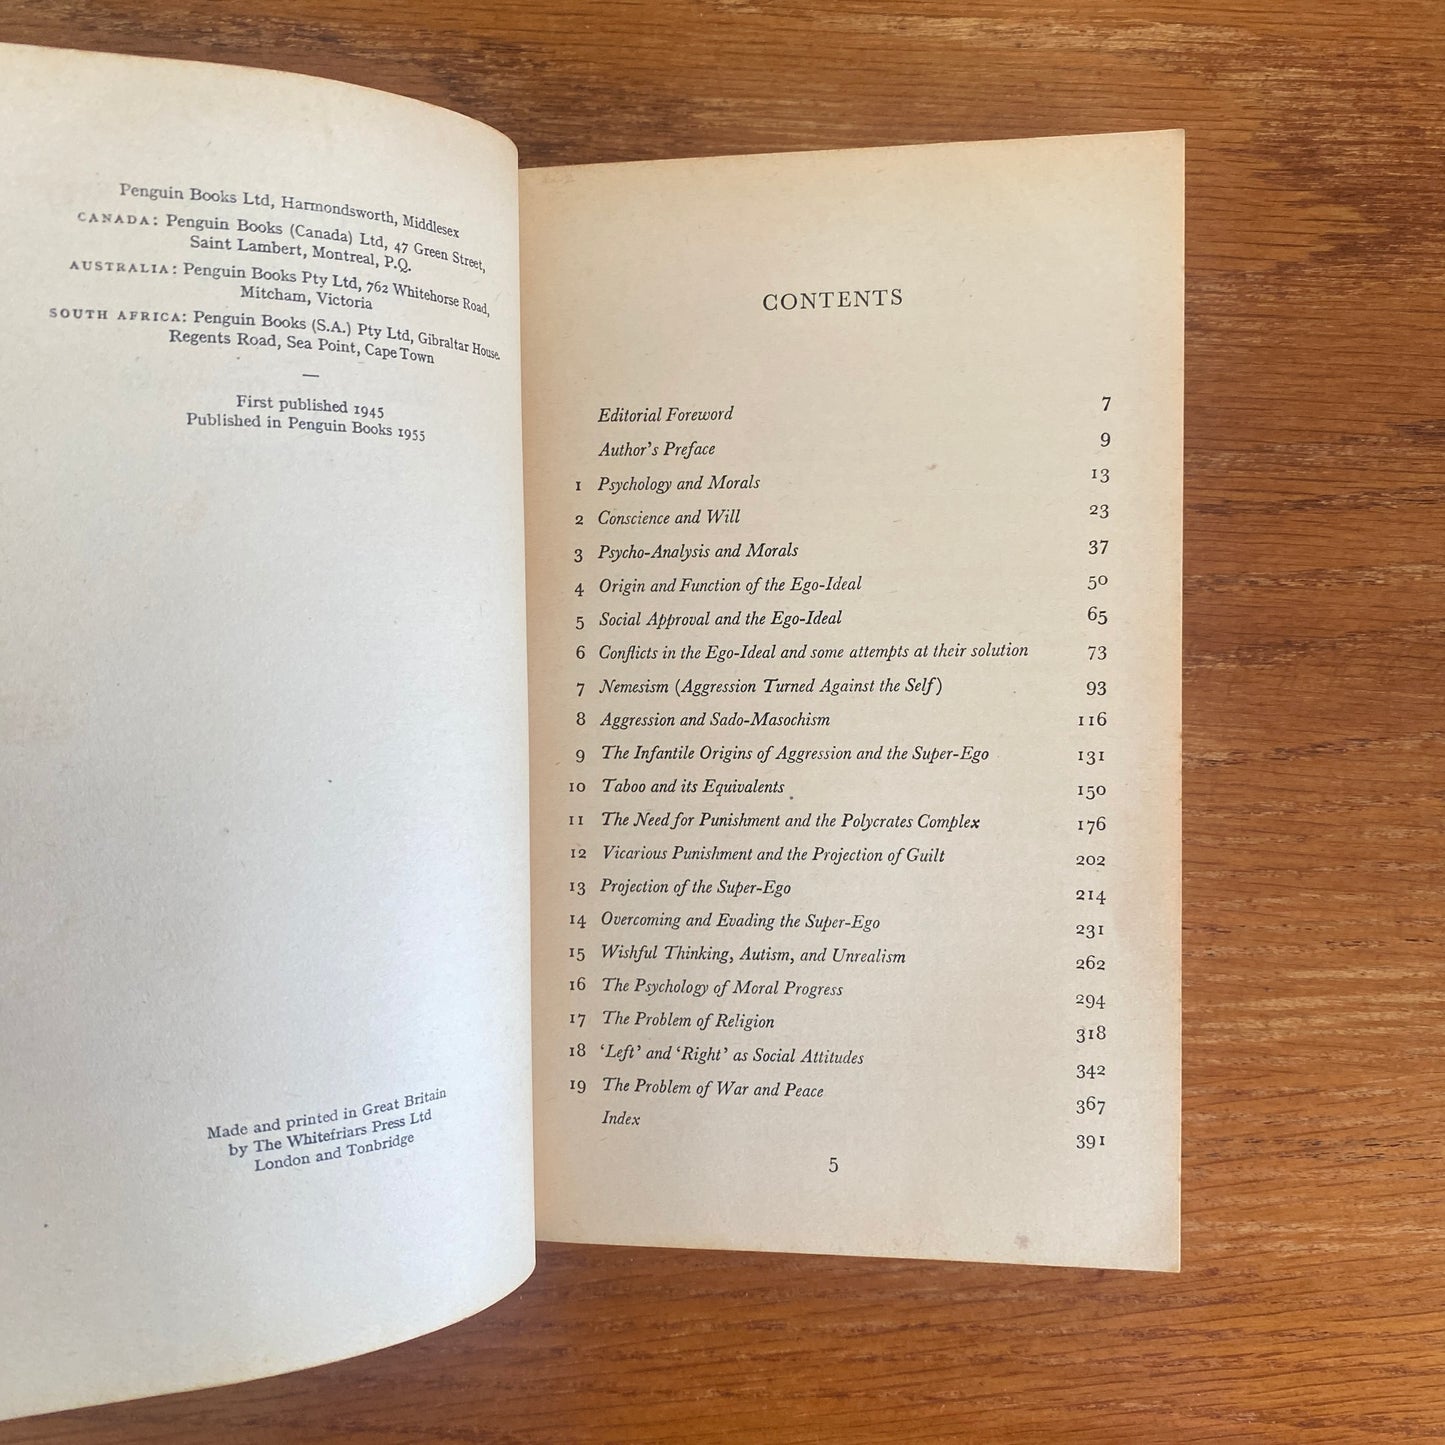 Penguin Books Ltd, Harmondsworth, Middlesex
CANADA: Penguin Books (Canada) Ltd, 47 Green Street,
Saint Lambert, Montreal, P.Q.
AUSTRALIA: Penguin Books Pty Ltd, 762 Whitehorse Road,
Mitcham, Victoria
SOUTH AFRICA: Penguin Books (S.A.) Pty Ltd, Gibraltar House,
Regents Road, Sea Point, Cape Town
—
First published 1945
Published in Penguin Books 1955
Made and printed in Great Britain
by The Whitefriars Press Ltd
London and Tonbridge
CONTENTS
Editorial Foreword 7
Author's Preface 9
1 Psychology and Morals 13
2 Conscience and Will 23
3 Psycho-Analysis and Morals 37
4 Origin and Function of the Ego-Ideal 50
5 Social Approval and the Ego-Ideal 65
6 Conflicts in the Ego-Ideal and some attempts at their solution 73
7 Nemesism (Aggression Turned Against the Self) 93
8 Aggression and Sado-Masochism 116
9 The Infantile Origins of Aggression and the Super-Ego 131
10 Taboo and its Equivalents 150
11 The Need for Punishment and the Polycrates Complex 176
12 Vicarious Punishment and the Projection of Guilt 202
13 Projection of the Super-Ego 214
14 Overcoming and Evading the Super-Ego 231
15 Wishful Thinking, Autism, and Unrealism 262
16 The Psychology of Moral Progress 294
17 The Problem of Religion 318
18 'Left' and 'Right' as Social Attitudes 342
19 The Problem of War and Peace 367
Index 391
5